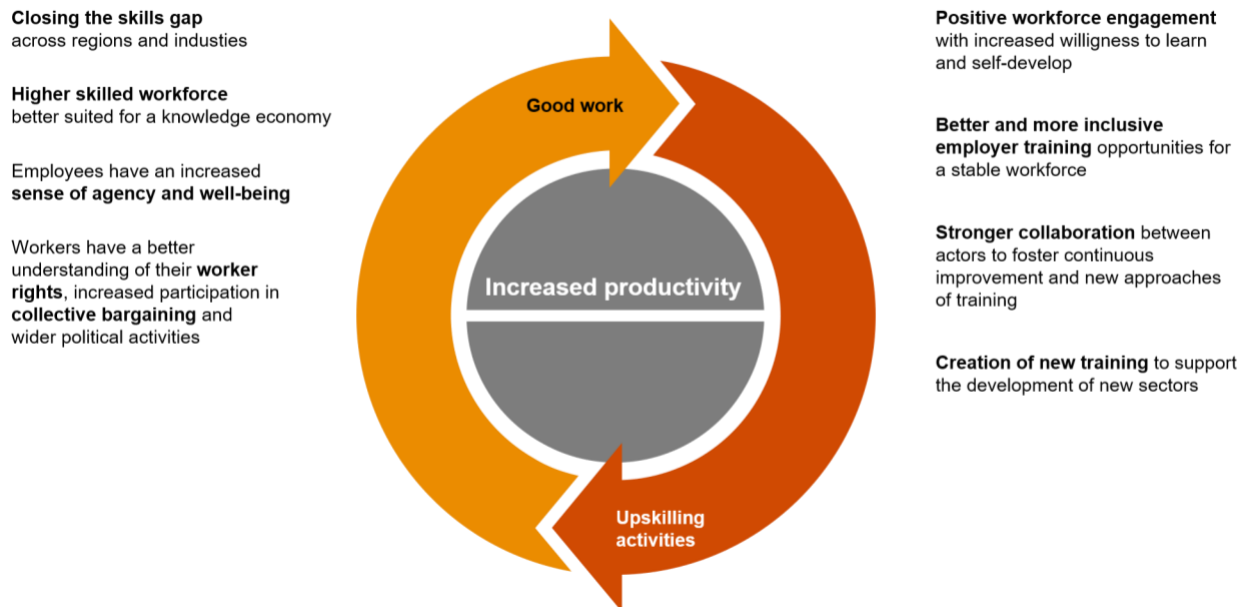 Closing the skills gap
across regions and industies
Higher skilled workforce
better suited for a knowledge economy
Employees have an increased
sense of agency and well-being
Workers have a better
understanding of their worker
rights, increased participation in
collective bargaining and
wider political activities
Good work
Increased productivity
Upskilling
activities
Positive workforce engagement
with increased willigness to learn
and self-develop
Better and more inclusive
employer training opportunities for
a stable workforce
Stronger collaboration between
actors to foster continuous
improvement and new approaches
of training
Creation of new training to support
the development of new sectors